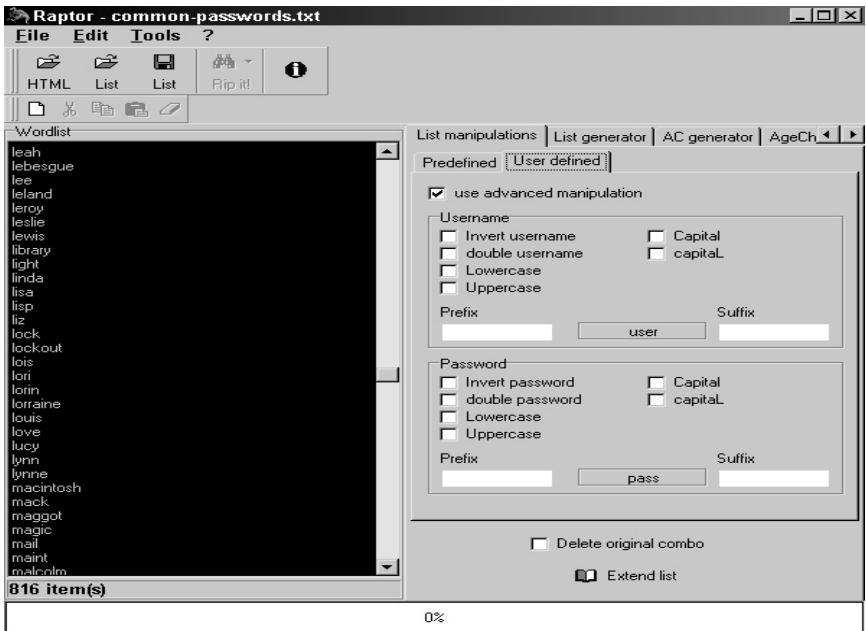 Raptor - common-passwords.txt
File Edit Tools ?
HTML List List Rip it!
Wordlist
leah
lebesgue
lee
leland
leroy
leslie
lewis
library
light
linda
lisa
lisp
liz
lock
lockout
lois
lori
lorin
lorraine
louis
love
lucy
lynn
lynne
macintosh
mack
maggot
magic
mail
maint
malcolm
816 item(s)
List manipulations List generator AC generator AgeCh
Predefined User defined
use advanced manipulation
Username
Invert username Capital
double username capitaL
Lowercase
Uppercase
Prefix Suffix
user
Password
Invert password Capital
double password capitaL
Lowercase
Uppercase
Prefix Suffix
pass
Delete original combo
Extend list
0%